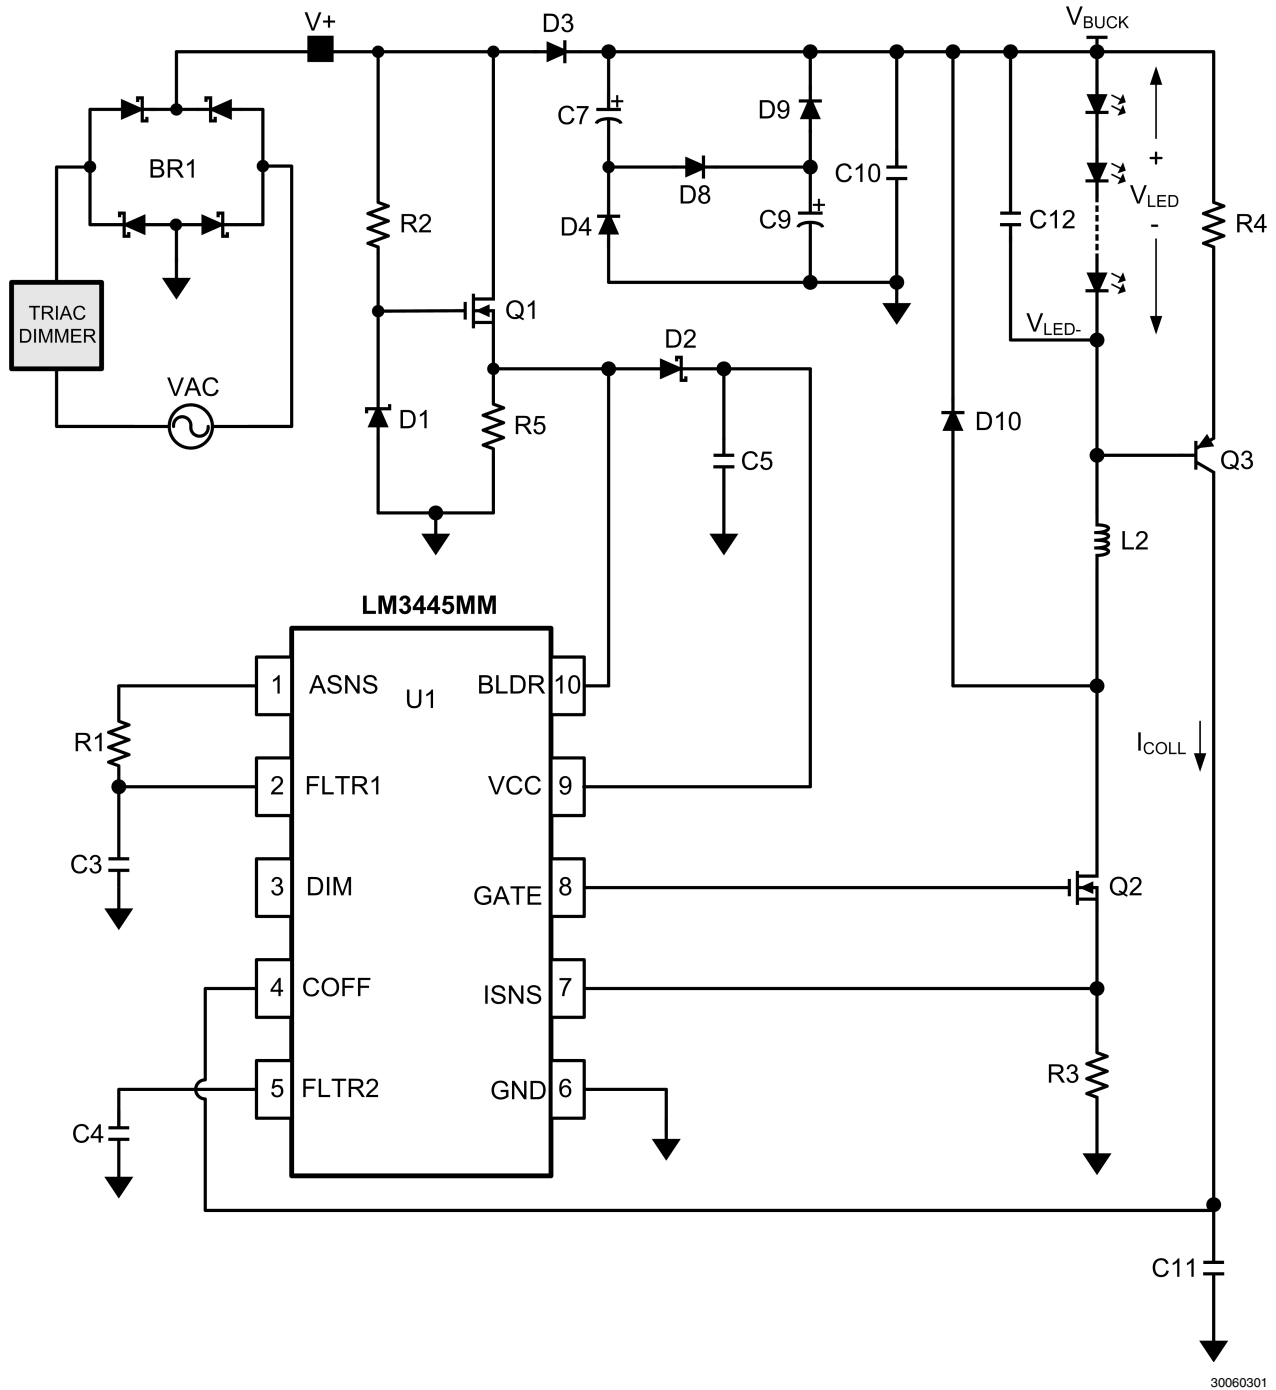 V+
D3
VBUCK
C7
+
D9
BR1
D8
C10
+
VLED
-
R2
D4
C9
+
C12
R4
TRIAC
DIMMER
Q1
VLED-
D2
VAC
D1
R5
D10
C5
Q3
L2
LM3445MM
1
ASNS
U1
BLDR
10
R1
ICOLL
2
FLTR1
VCC
9
C3
3
DIM
GATE
8
Q2
4
COFF
ISNS
7
R3
5
FLTR2
GND
6
C4
C11
30060301